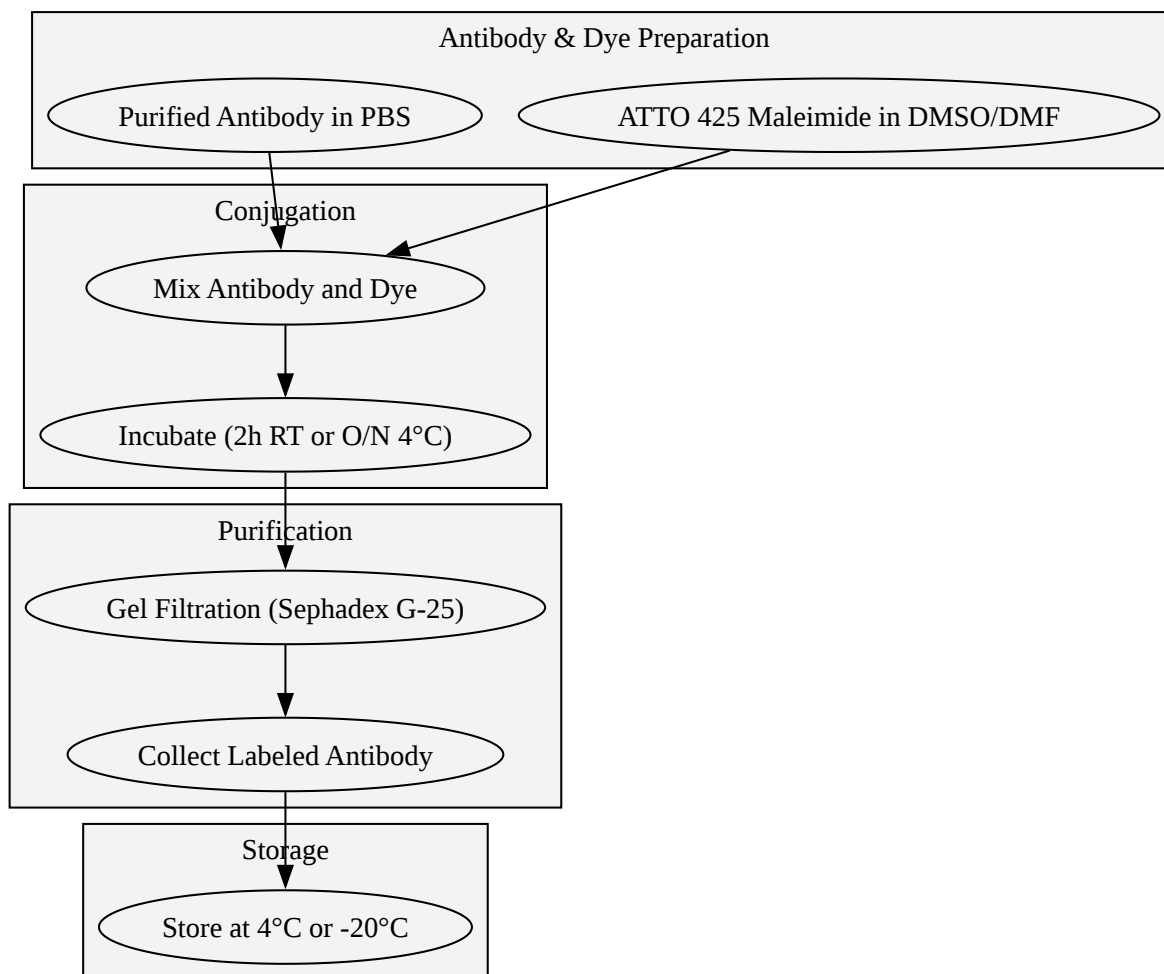 Antibody & Dye Preparation
Purified Antibody in PBS
ATTO 425 Maleimide in DMSO/DMF
Conjugation
Mix Antibody and Dye
Incubate (2h RT or O/N 4°C)
Purification
Gel Filtration (Sephadex G-25)
Collect Labeled Antibody
Storage
Store at 4°C or -20°C